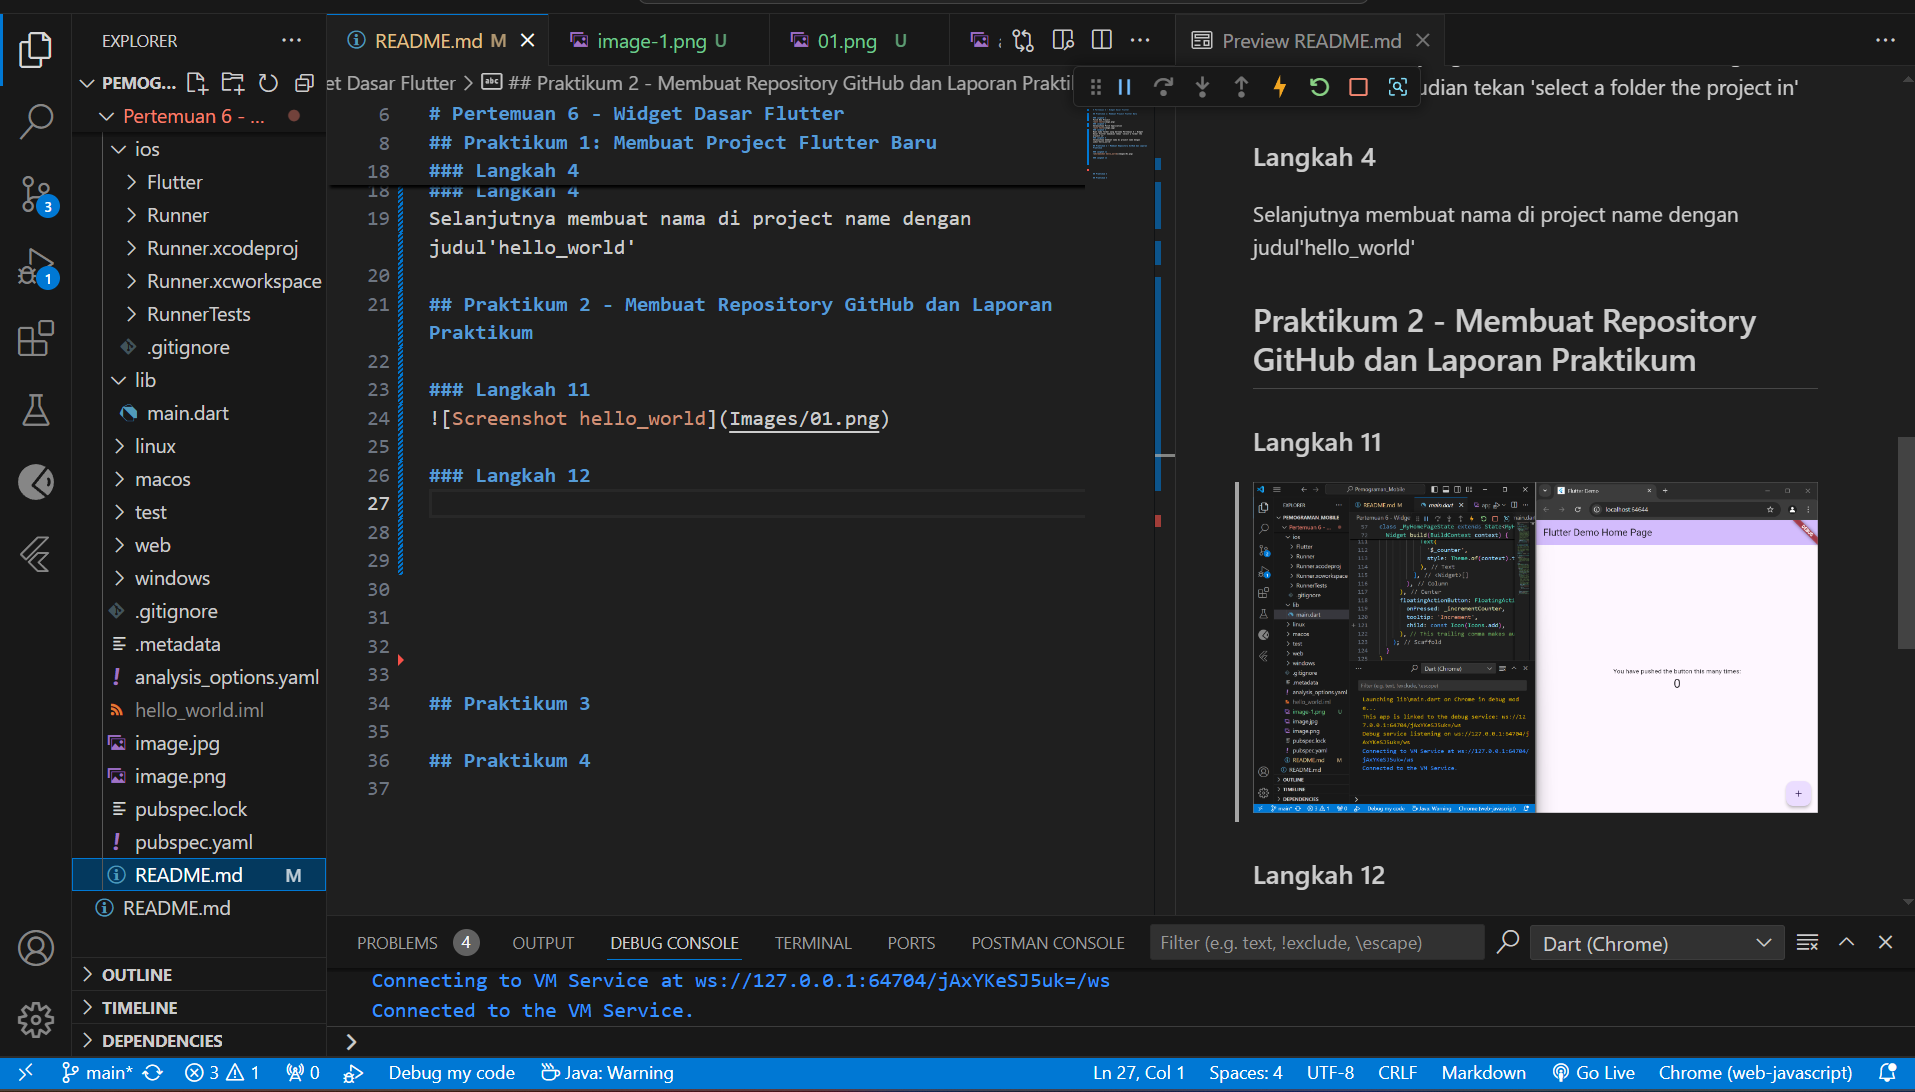 EXPLORER
README.md M
image-1.png U
01.png U
Preview README.md
PEMOG...
et Dasar Flutter > ## Praktikum 2 - Membuat Repository GitHub dan Laporan Prakti
Pertemuan 6 - ...
ios
Flutter
Runner
Runner.xcodeproj
Runner.xcworkspace
RunnerTests
.gitignore
lib
main.dart
linux
macos
test
web
windows
.gitignore
.metadata
analysis_options.yaml
hello_world.iml
image.jpg
image.png
pubspec.lock
pubspec.yaml
README.md M
README.md
OUTLINE
TIMELINE
DEPENDENCIES
3
1
6 # Pertemuan 6 - Widget Dasar Flutter
8 ## Praktikum 1: Membuat Project Flutter Baru
18 ### Langkah 4
18 ### Langkah 4
19 Selanjutnya membuat nama di project name dengan
judul'hello_world'
20
21 ## Praktikum 2 - Membuat Repository GitHub dan Laporan
Praktikum
22
23 ### Langkah 11
24 ![Screenshot hello_world](Images/01.png)
25
26 ### Langkah 12
27
28
29
30
31
32
33
34 ## Praktikum 3
35
36 ## Praktikum 4
37
udian tekan 'select a folder the project in'
Langkah 4
Selanjutnya membuat nama di project name dengan
judul'hello_world'
Praktikum 2 - Membuat Repository
GitHub dan Laporan Praktikum
Langkah 11
Flutter Demo
localhost:64644
Flutter Demo Home Page
You have pushed the button this many times:
0
Langkah 12
PROBLEMS 4 OUTPUT DEBUG CONSOLE TERMINAL PORTS POSTMAN CONSOLE
Filter (e.g. text, !exclude, \escape)
Dart (Chrome)
Connecting to VM Service at ws://127.0.0.1:64704/jAxYKeSJ5uk=/ws
Connected to the VM Service.
main* 3 1 0 Debug my code Java: Warning
Ln 27, Col 1 Spaces: 4 UTF-8 CRLF Markdown Go Live Chrome (web-javascript)